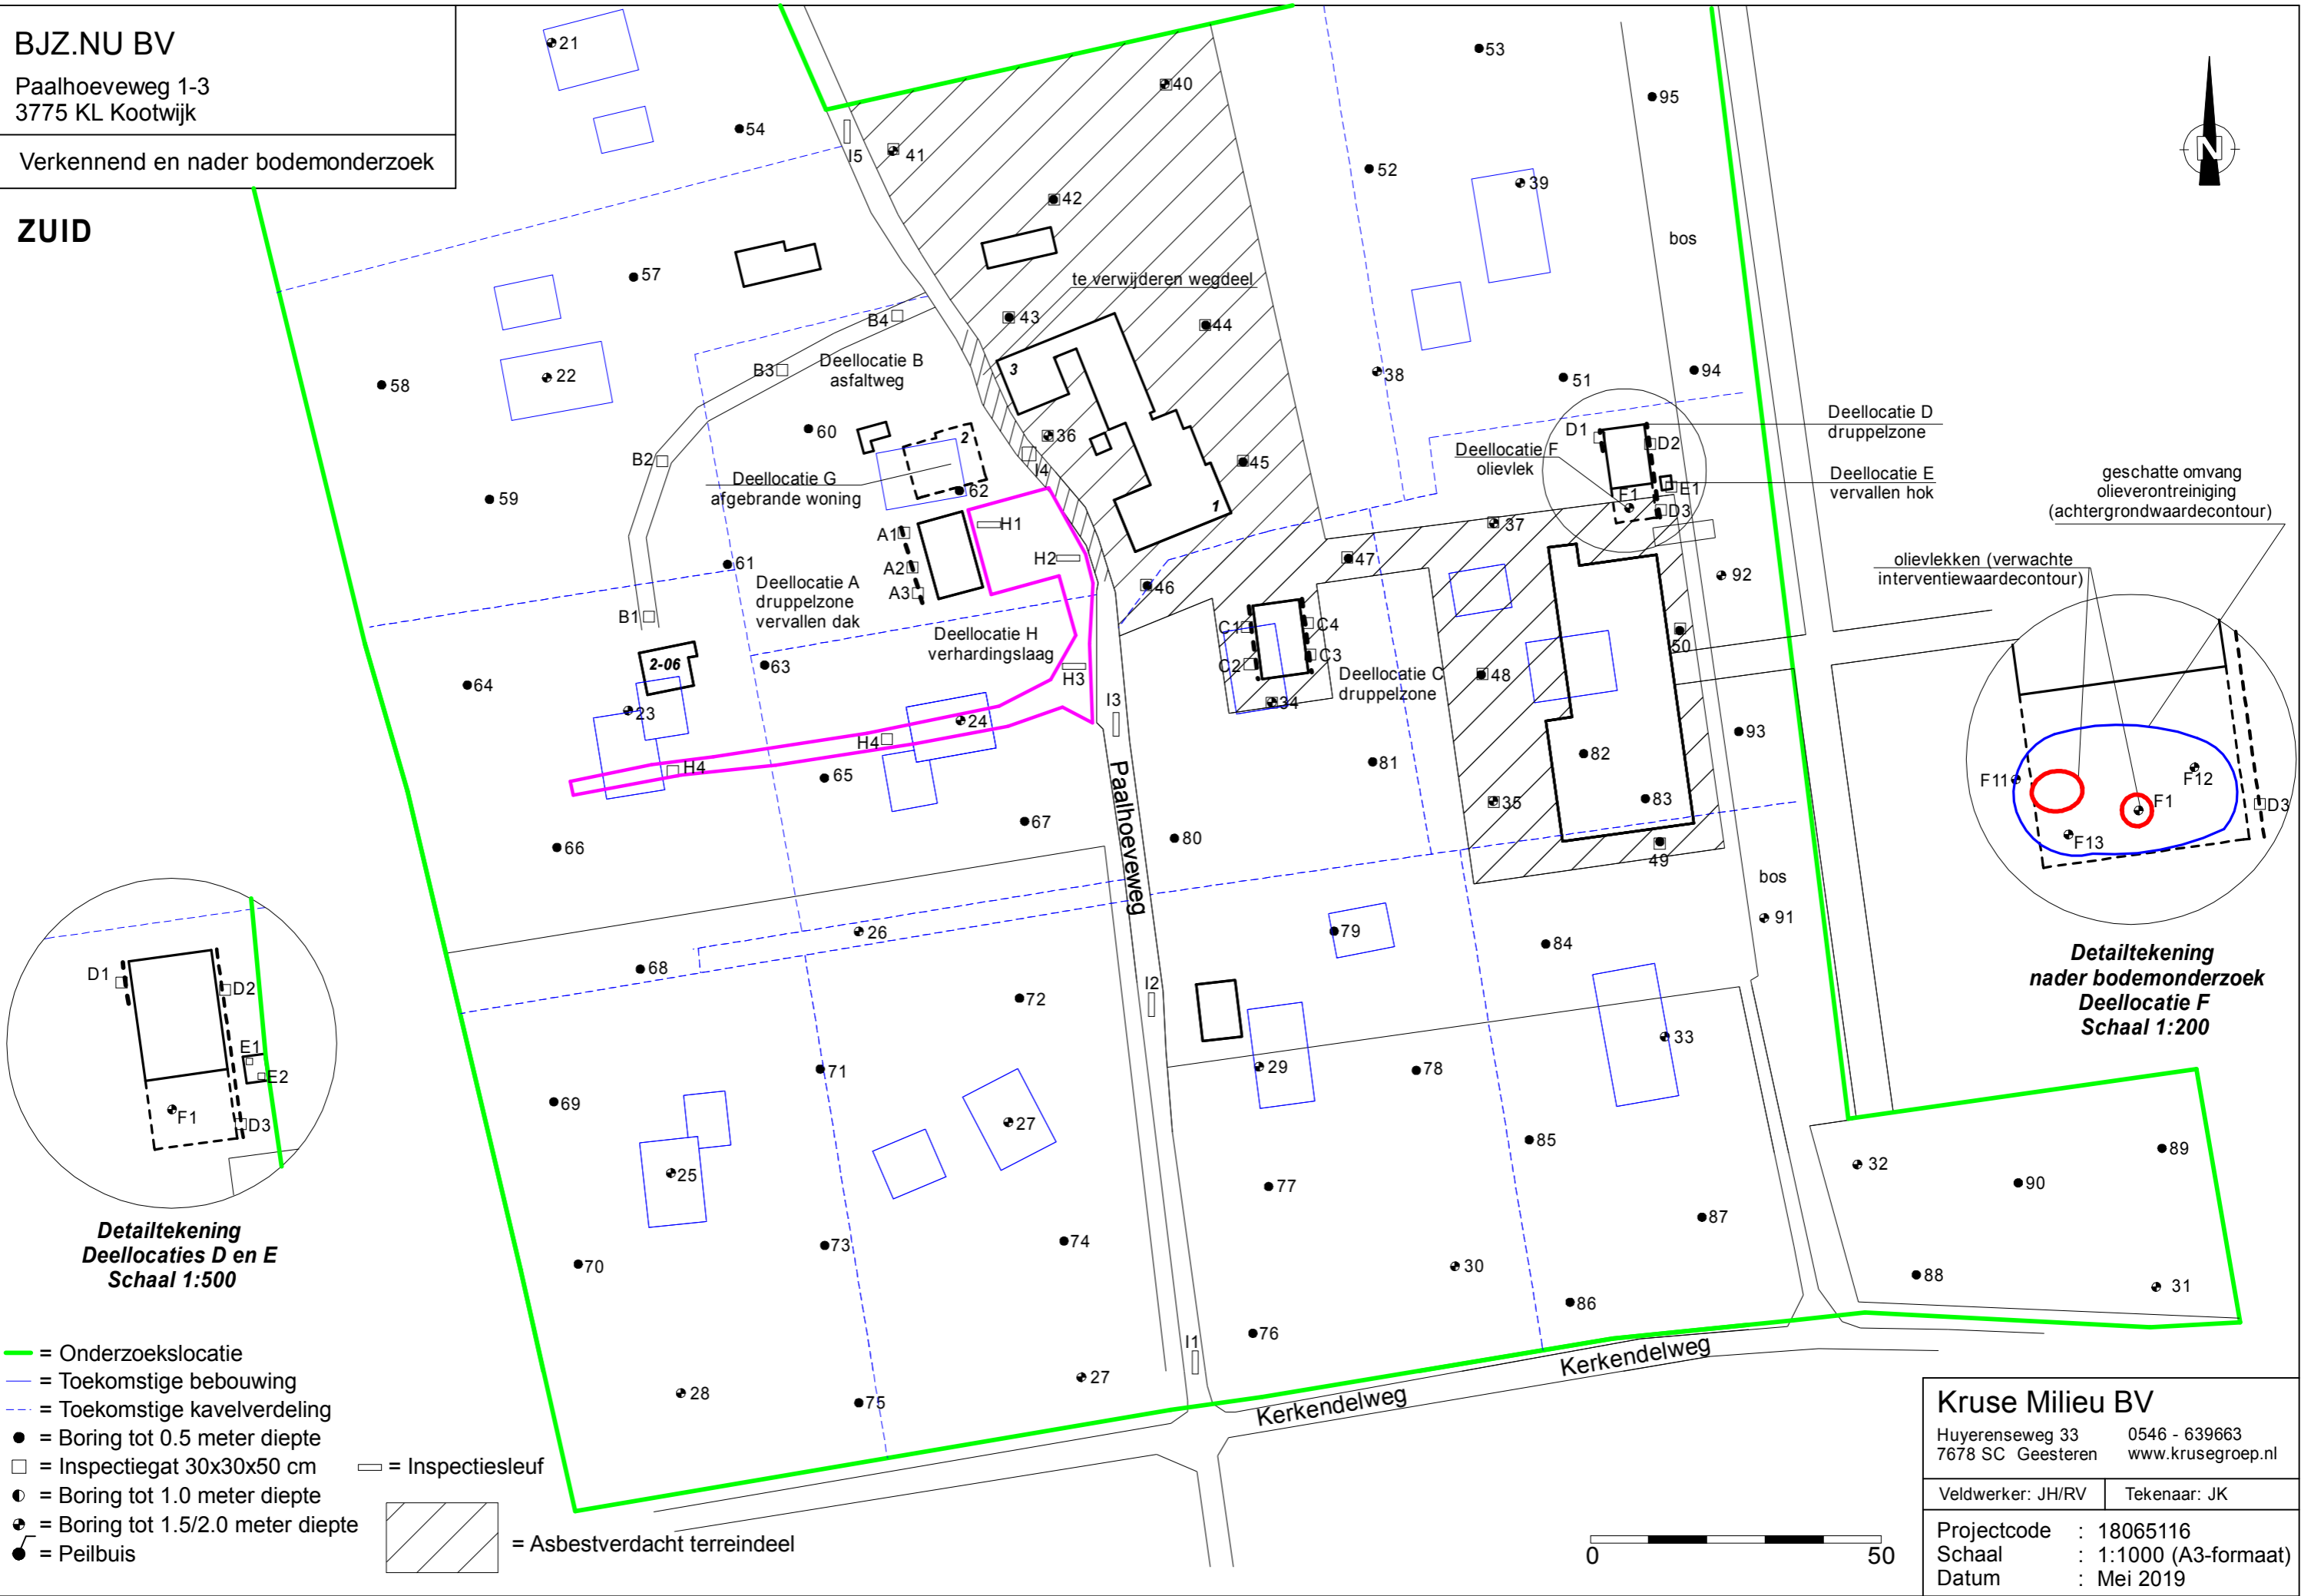 BJZ.NU BV
Paalhoeveweg 1-3
3775 KL Kootwijk
Verkennend en nader bodemonderzoek
ZUID
N
21
54
I5
41
40
42
53
95
52
39
bos
57
te verwijderen wegdeel
B4
43
44
58
22
B3
Deellocatie B
asfaltweg
3
38
51
94
60
2
36
I4
45
1
B2
Deellocatie G
afgebrande woning
62
59
D1
D2
Deellocatie D
druppelzone
Deellocatie F
olievlek
Deellocatie E
vervallen hok
E1
F1
D3
37
geschatte omvang
olieverontreiniging
(achtergrondwaardecontour)
olievlekken (verwachte
interventiewaardecontour)
A1
A2
A3
H1
H2
61
Deellocatie A
druppelzone
vervallen dak
46
47
92
B1
2-06
63
Deellocatie H
verhardingslaag
H3
C1
C2
C4
C3
Deellocatie C
druppelzone
34
48
50
64
23
24
I3
H4
H4
65
81
82
93
83
35
66
67
80
Paalhoeveweg
49
bos
91
F11
F12
F1
F13
D3
Detailtekening
nader bodemonderzoek
Deellocatie F
Schaal 1:200
26
68
79
84
72
I2
D1
D2
E1
E2
F1
D3
Detailtekening
Deellocaties D en E
Schaal 1:500
71
69
27
25
29
78
33
85
77
87
32
89
90
88
31
70
73
74
30
86
76
I1
28
75
27
Kerkendelweg
Kerkendelweg
= Onderzoekslocatie
= Toekomstige bebouwing
= Toekomstige kavelverdeling
= Boring tot 0.5 meter diepte
= Inspectiegat 30x30x50 cm
= Inspectiesleuf
= Boring tot 1.0 meter diepte
= Boring tot 1.5/2.0 meter diepte
= Peilbuis
= Asbestverdacht terreindeel
0 50
Kruse Milieu BV
Huyerenseweg 33 0546 - 639663
7678 SC Geesteren www.krusegroep.nl
Veldwerker: JH/RV Tekenaar: JK
Projectcode : 18065116
Schaal : 1:1000 (A3-formaat)
Datum : Mei 2019